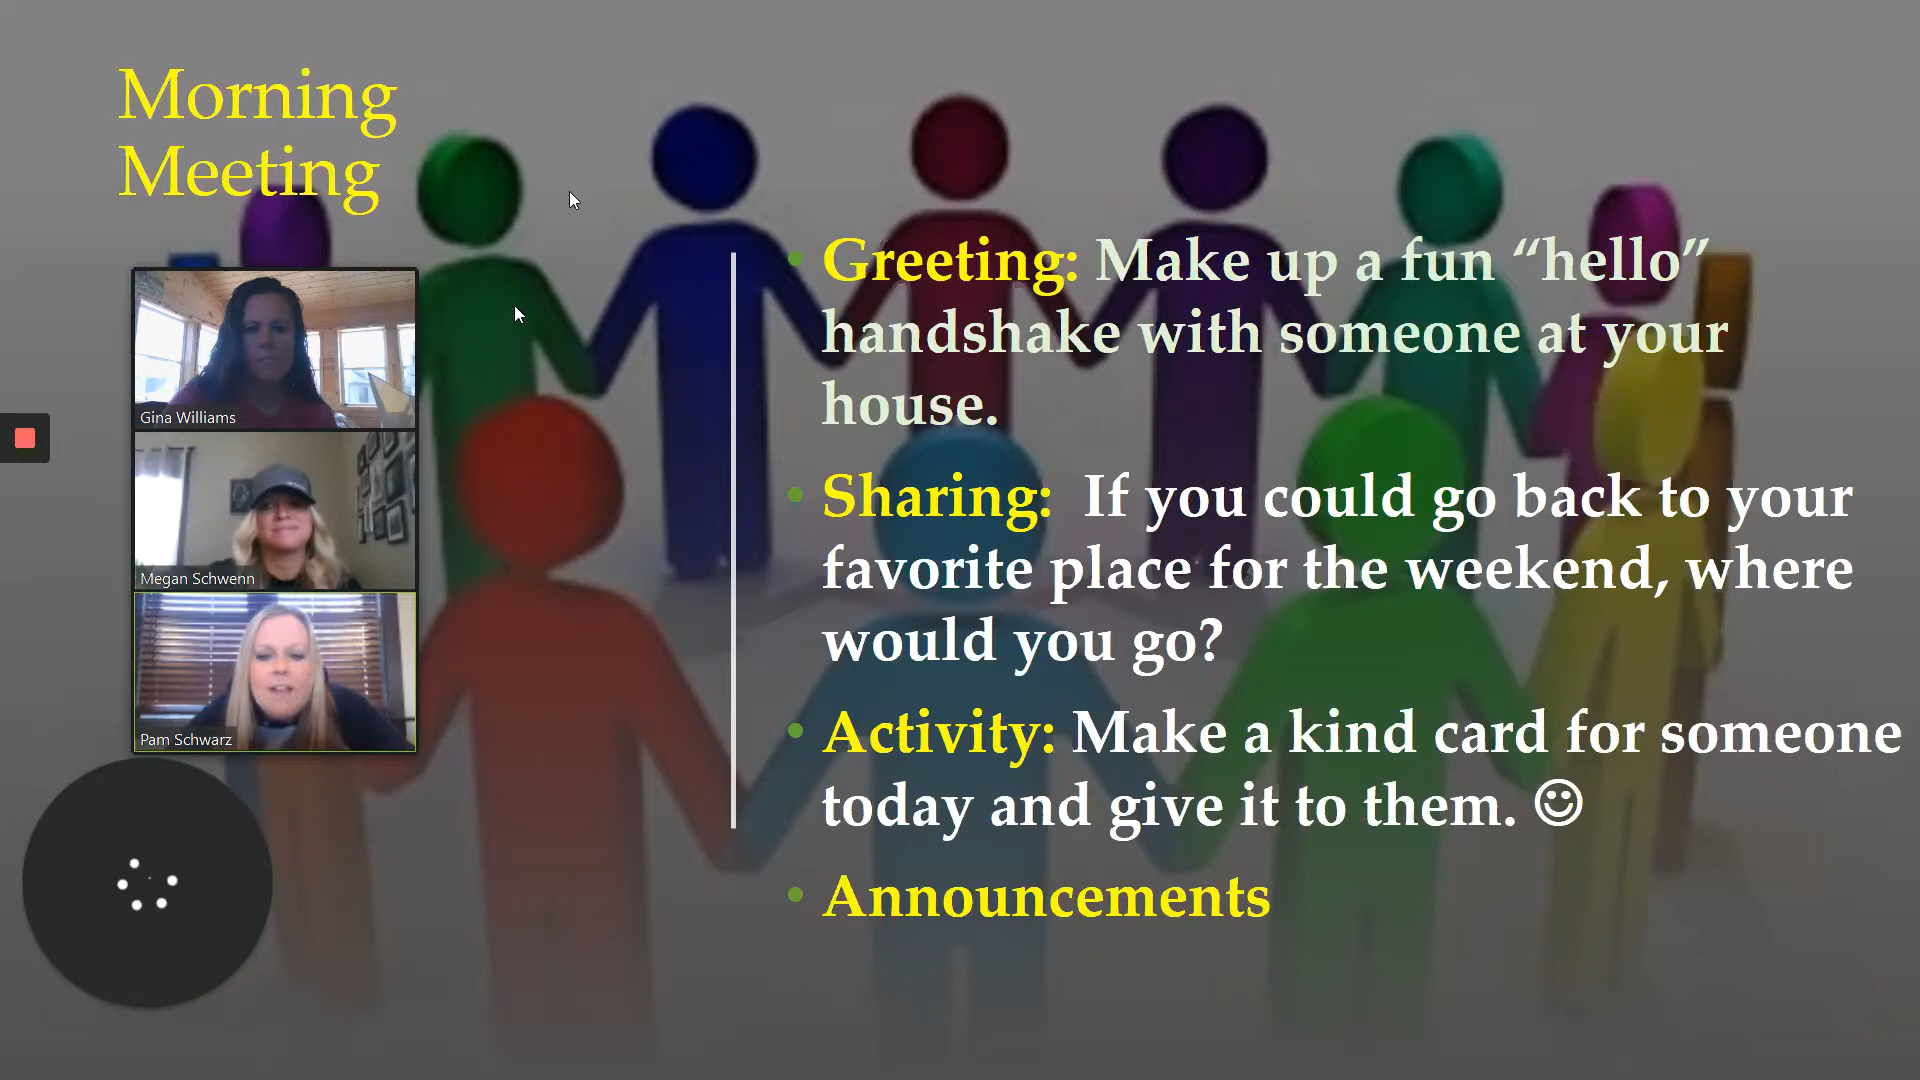 Morning
Meeting
Gina Williams
Megan Schwenn
Pam Schwarz
• Greeting: Make up a fun “hello”
handshake with someone at your
house.
• Sharing: If you could go back to your
favorite place for the weekend, where
would you go?
• Activity: Make a kind card for someone
today and give it to them. ☺
• Announcements